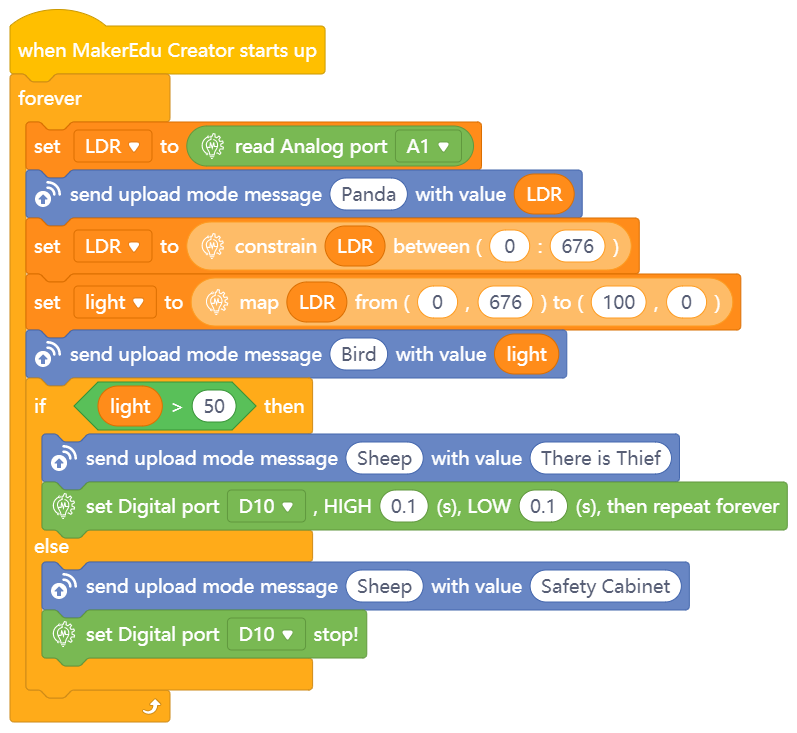 when MakerEdu Creator starts up
forever
set LDR to read Analog port A1
send upload mode message Panda with value LDR
set LDR to constrain LDR between ( 0 : 676 )
set light to map LDR from ( 0 , 676 ) to ( 100 , 0 )
send upload mode message Bird with value light
if light > 50 then
send upload mode message Sheep with value There is Thief
set Digital port D10 , HIGH 0.1 (s), LOW 0.1 (s), then repeat forever
else
send upload mode message Sheep with value Safety Cabinet
set Digital port D10 stop!